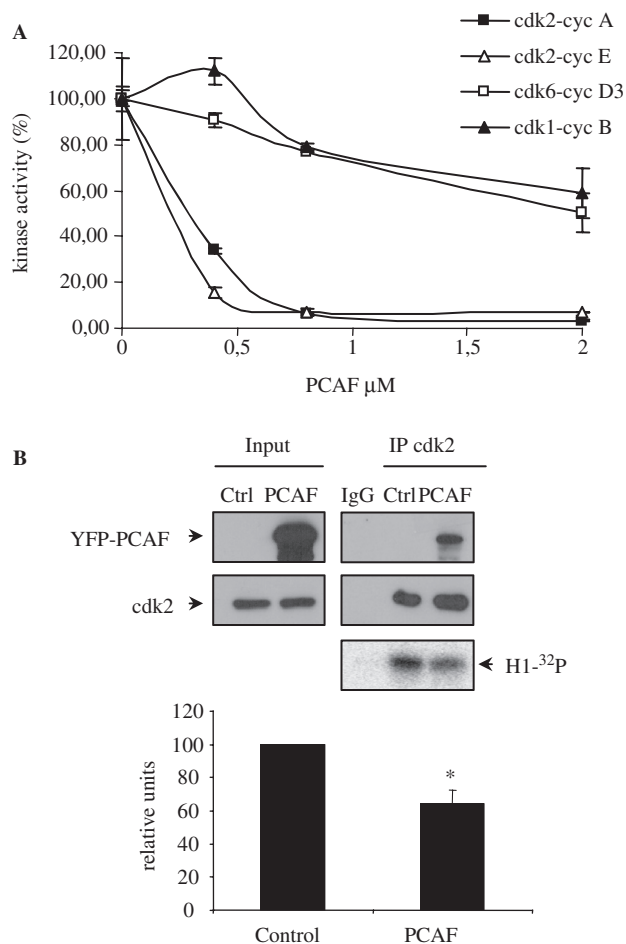 A
cdk2-cyc A
cdk2-cyc E
cdk6-cyc D3
cdk1-cyc B
kinase activity (%)
120,00
100,00
80,00
60,00
40,00
20,00
0,00
0
0,5
1
1,5
2
PCAF µM
B
Input
IP cdk2
Ctrl PCAF
IgG Ctrl PCAF
YFP-PCAF
cdk2
H1-³²P
relative units
120
100
80
60
40
20
0
*
Control
PCAF